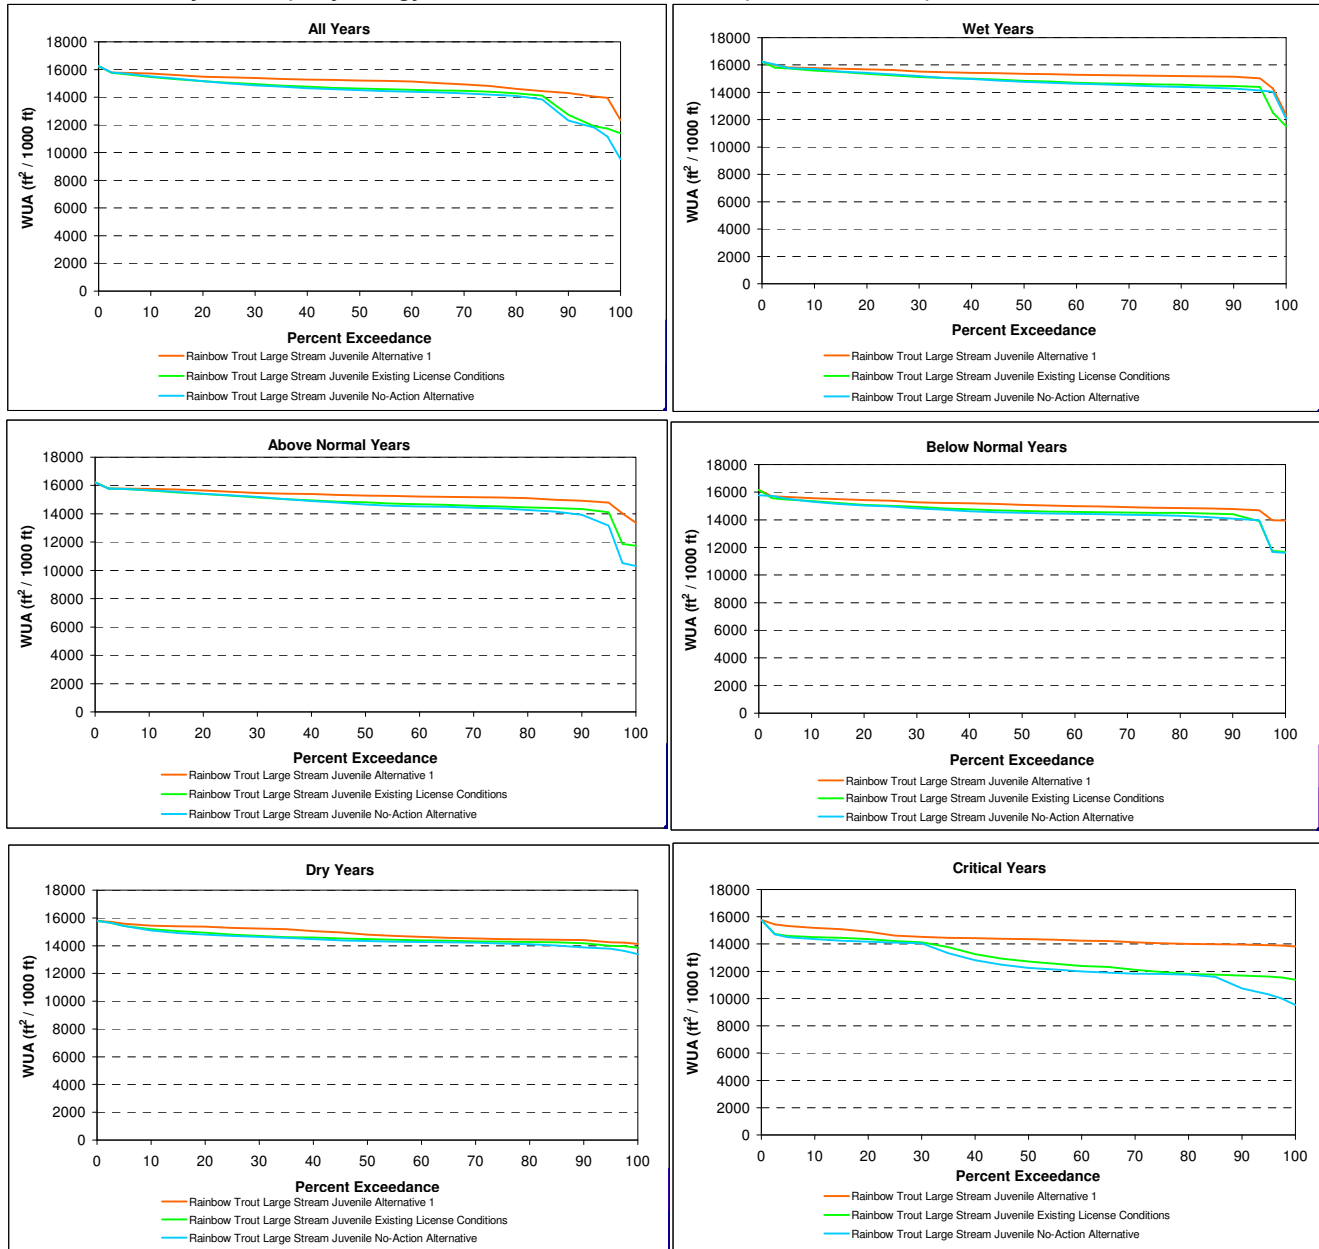 All Years
WUA (ft² / 1000 ft)
18000
16000
14000
12000
10000
8000
6000
4000
2000
0
0 10 20 30 40 50 60 70 80 90 100
Percent Exceedance
Rainbow Trout Large Stream Juvenile Alternative 1
Rainbow Trout Large Stream Juvenile Existing License Conditions
Rainbow Trout Large Stream Juvenile No-Action Alternative
Wet Years
WUA (ft² / 1000 ft)
18000
16000
14000
12000
10000
8000
6000
4000
2000
0
0 10 20 30 40 50 60 70 80 90 100
Percent Exceedance
Rainbow Trout Large Stream Juvenile Alternative 1
Rainbow Trout Large Stream Juvenile Existing License Conditions
Rainbow Trout Large Stream Juvenile No-Action Alternative
Above Normal Years
WUA (ft² / 1000 ft)
18000
16000
14000
12000
10000
8000
6000
4000
2000
0
0 10 20 30 40 50 60 70 80 90 100
Percent Exceedance
Rainbow Trout Large Stream Juvenile Alternative 1
Rainbow Trout Large Stream Juvenile Existing License Conditions
Rainbow Trout Large Stream Juvenile No-Action Alternative
Below Normal Years
WUA (ft² / 1000 ft)
18000
16000
14000
12000
10000
8000
6000
4000
2000
0
0 10 20 30 40 50 60 70 80 90 100
Percent Exceedance
Rainbow Trout Large Stream Juvenile Alternative 1
Rainbow Trout Large Stream Juvenile Existing License Conditions
Rainbow Trout Large Stream Juvenile No-Action Alternative
Dry Years
WUA (ft² / 1000 ft)
18000
16000
14000
12000
10000
8000
6000
4000
2000
0
0 10 20 30 40 50 60 70 80 90 100
Percent Exceedance
Rainbow Trout Large Stream Juvenile Alternative 1
Rainbow Trout Large Stream Juvenile Existing License Conditions
Rainbow Trout Large Stream Juvenile No-Action Alternative
Critical Years
WUA (ft² / 1000 ft)
18000
16000
14000
12000
10000
8000
6000
4000
2000
0
0 10 20 30 40 50 60 70 80 90 100
Percent Exceedance
Rainbow Trout Large Stream Juvenile Alternative 1
Rainbow Trout Large Stream Juvenile Existing License Conditions
Rainbow Trout Large Stream Juvenile No-Action Alternative